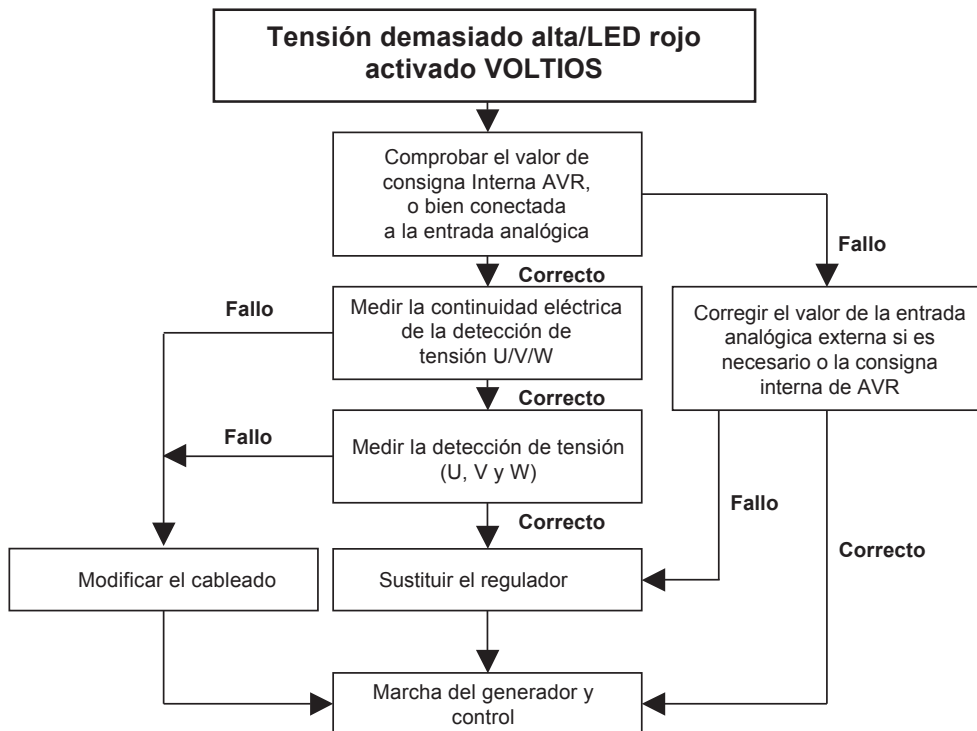 Tensión demasiado alta/LED rojo
activado VOLTIOS
Comprobar el valor de
consigna Interna AVR,
o bien conectada
a la entrada analógica
Fallo
Correcto
Fallo
Medir la continuidad eléctrica
de la detección de
tensión U/V/W
Corregir el valor de la entrada
analógica externa si es
necesario o la consigna
interna de AVR
Correcto
Fallo
Medir la detección de tensión
(U, V y W)
Fallo
Correcto
Correcto
Modificar el cableado
Sustituir el regulador
Marcha del generador y
control